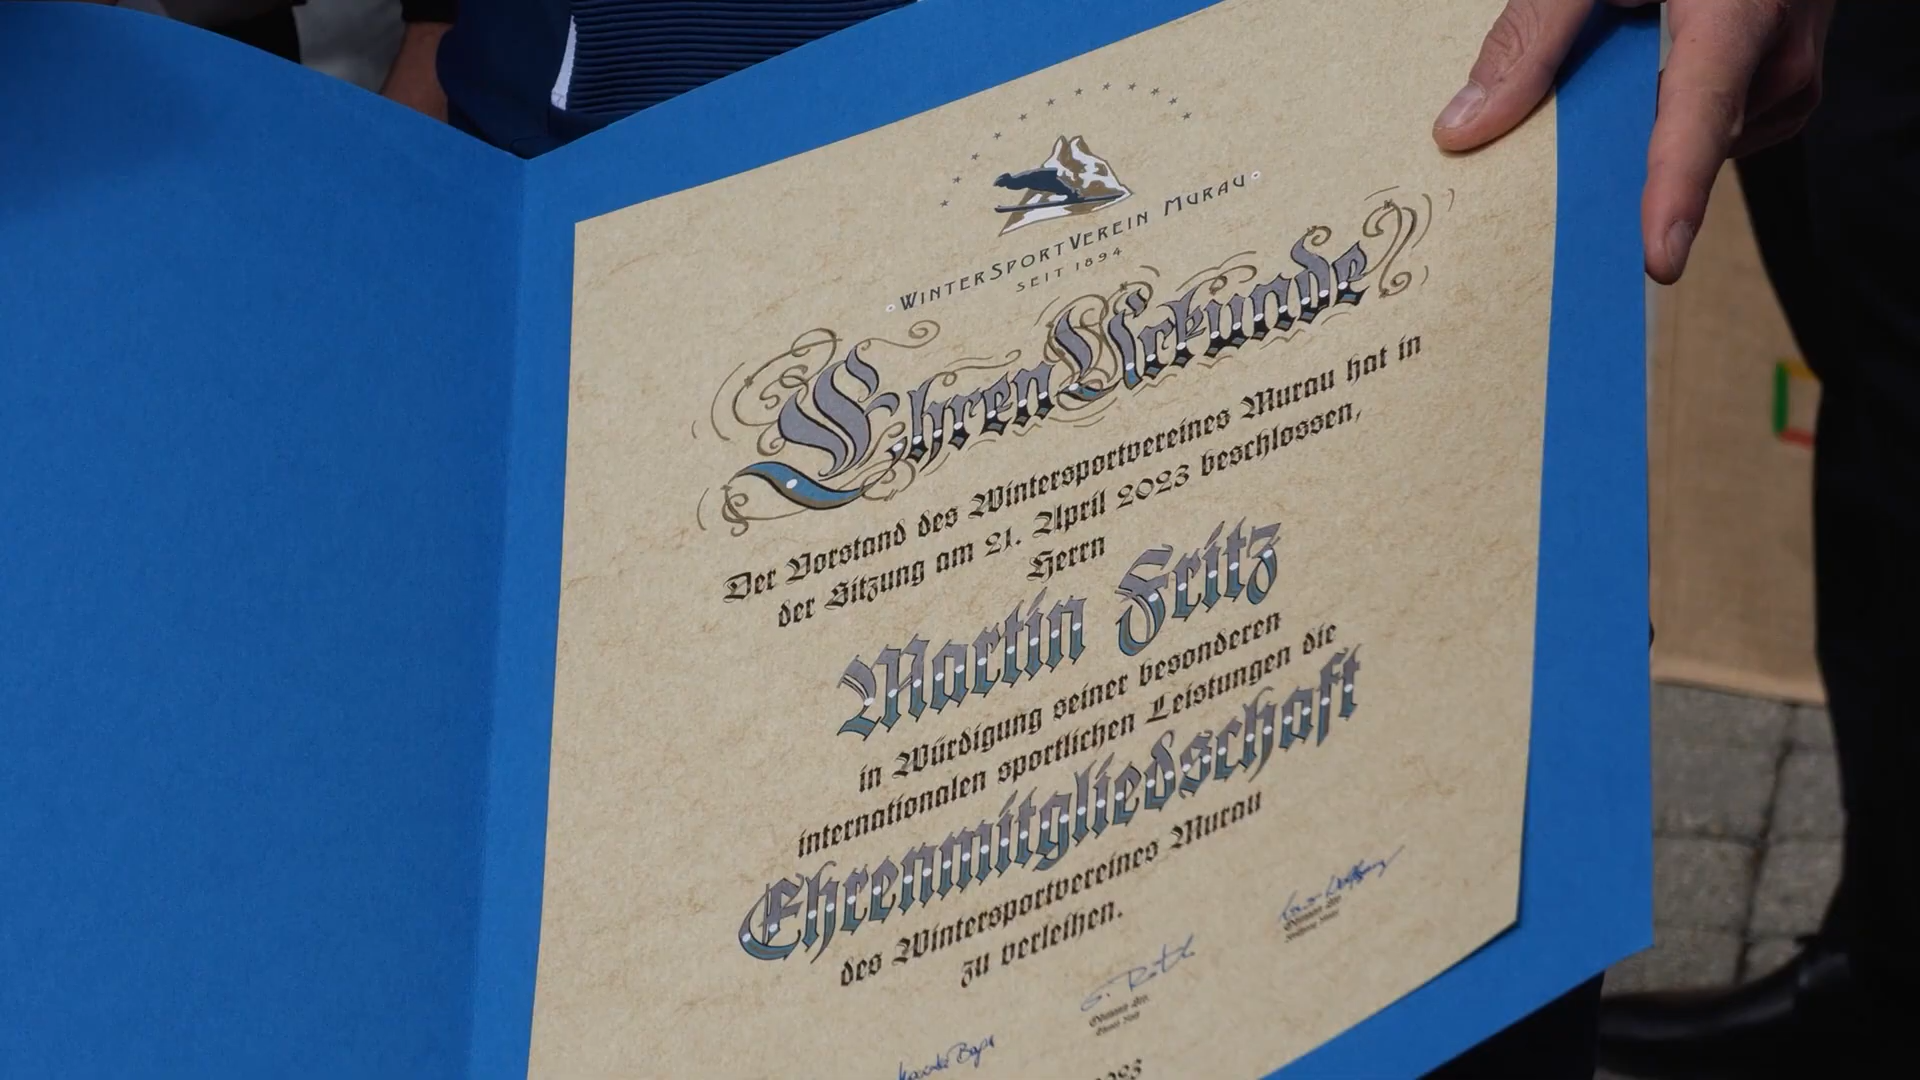 WINTERSPORTVEREIN MURAU
SEIT 1894
EhrenUrkunde
Der Vorstand des Wintersportvereines Murau hat in
der Sitzung am 21. April 2023 beschlossen,
Herrn
Martin Fritz
in Würdigung seiner besonderen
internationalen sportlichen Leistungen die
Ehrenmitgliedschaft
des Wintersportvereines Murau
zu verleihen.